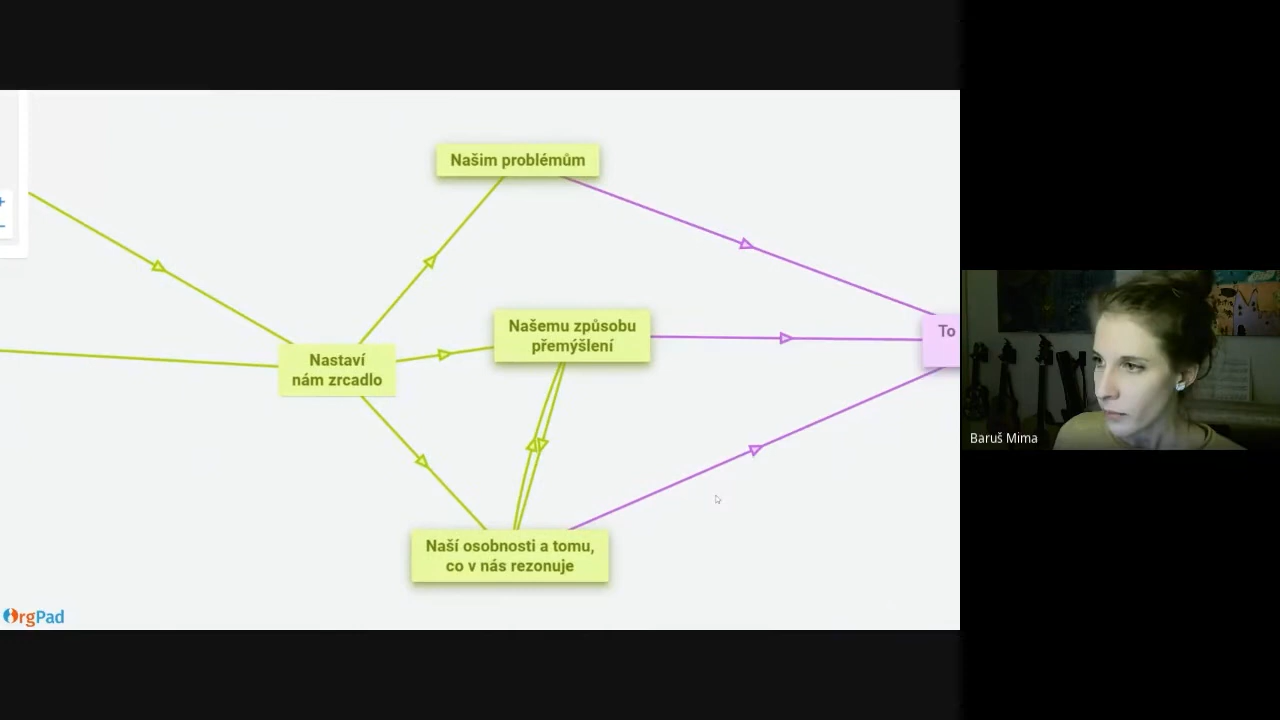 Našim problémům
Našemu způsobu
přemýšlení
To
Nastaví
nám zrcadlo
Baruš Mima
Naší osobnosti a tomu,
co v nás rezonuje
OrgPad